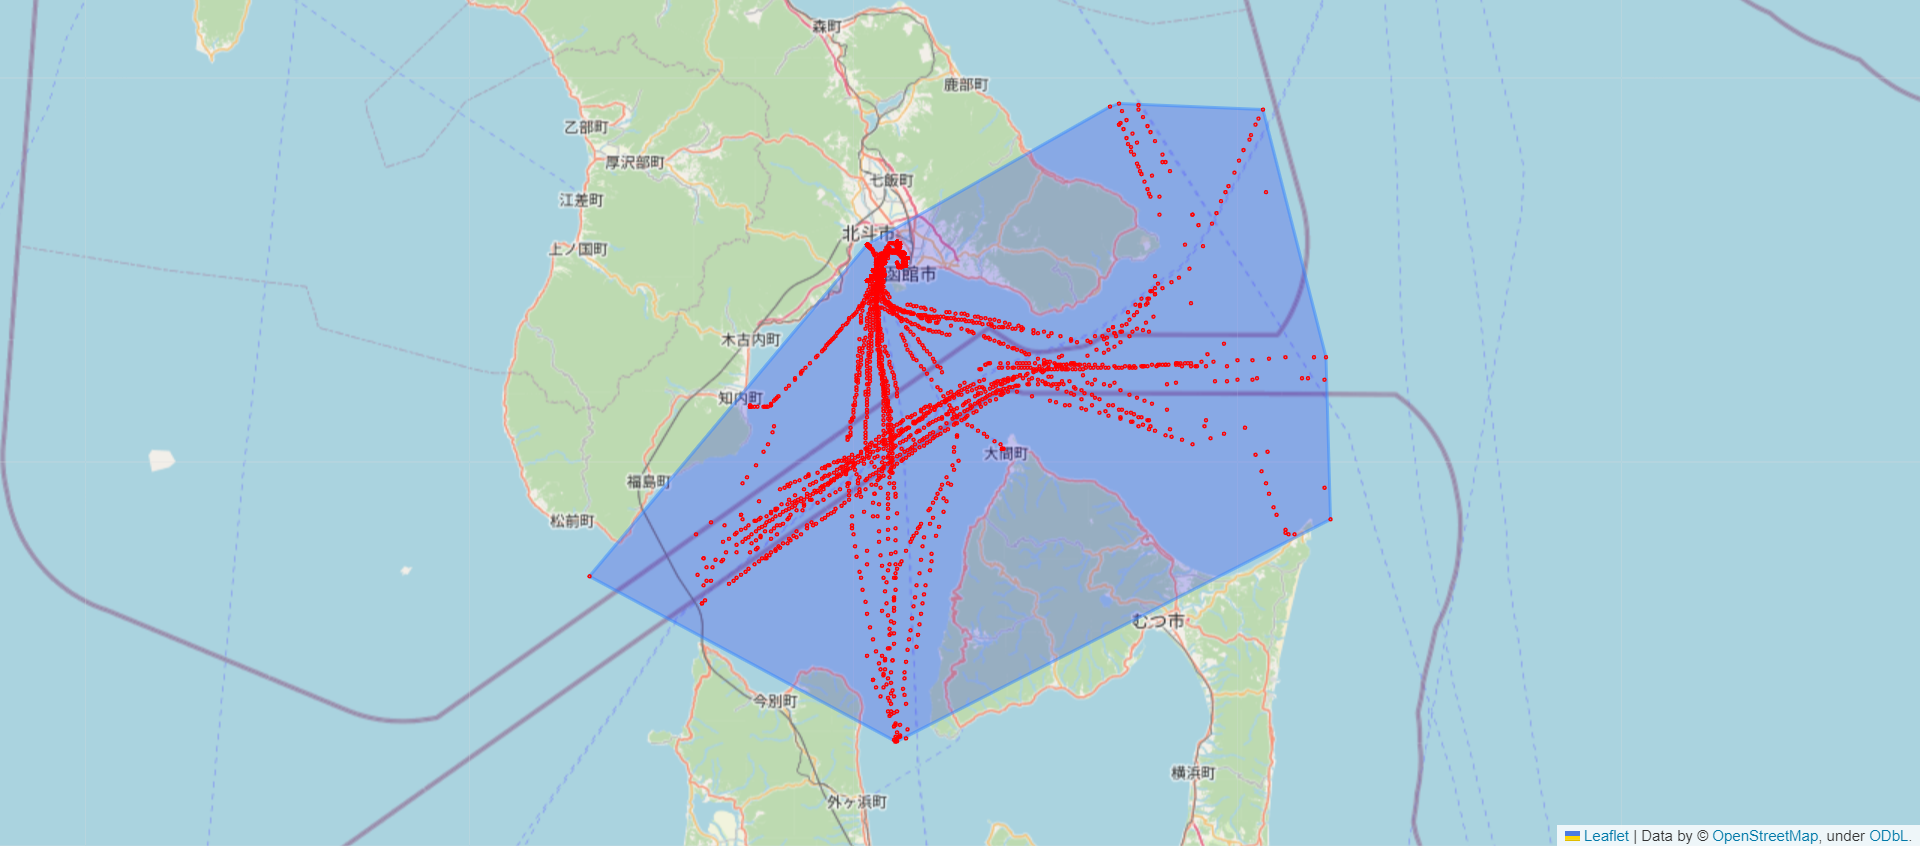 森町
鹿部町
乙部町
厚沢部町
七飯町
江差町
北斗市
上ノ国町
函館市
木古内町
知内町
大間町
福島町
松前町
むつ市
今別町
横浜町
外ヶ浜町
Leaflet | Data by © OpenStreetMap, under ODbL.